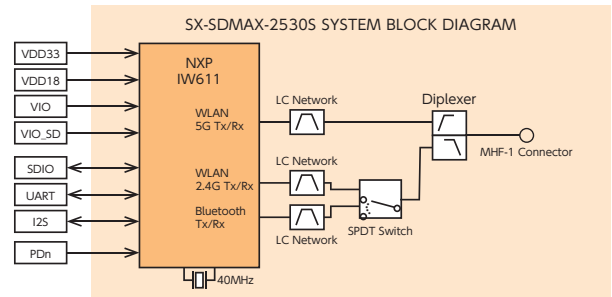 SX-SDMAX-2530S SYSTEM BLOCK DIAGRAM
VDD33
VDD18
VIO
VIO_SD
SDIO
UART
I2S
PDn
NXP
IW611
WLAN
5G Tx/Rx
WLAN
2.4G Tx/Rx
Bluetooth
Tx/Rx
40MHz
LC Network
LC Network
LC Network
SPDT Switch
Diplexer
MHF-1 Connector